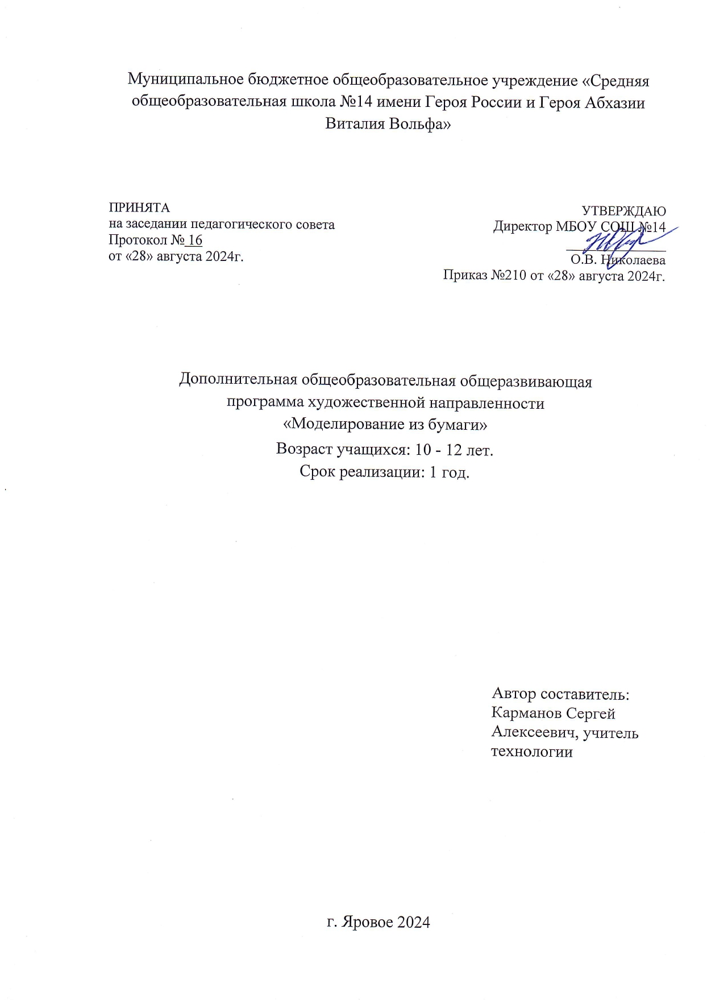 Муниципальное бюджетное общеобразовательное учреждение «Средняя
общеобразовательная школа №14 имени Героя России и Героя Абхазии
Виталия Вольфа»
ПРИНЯТА
на заседании педагогического совета
Протокол № 16
от «28» августа 2024г.
УТВЕРЖДАЮ
Директор МБОУ СОШ №14
О.В. Николаева
Приказ №210 от «28» августа 2024г.
Дополнительная общеобразовательная общеразвивающая
программа художественной направленности
«Моделирование из бумаги»
Возраст учащихся: 10 - 12 лет.
Срок реализации: 1 год.
Автор составитель:
Карманов Сергей
Алексеевич, учитель
технологии
г. Яровое 2024